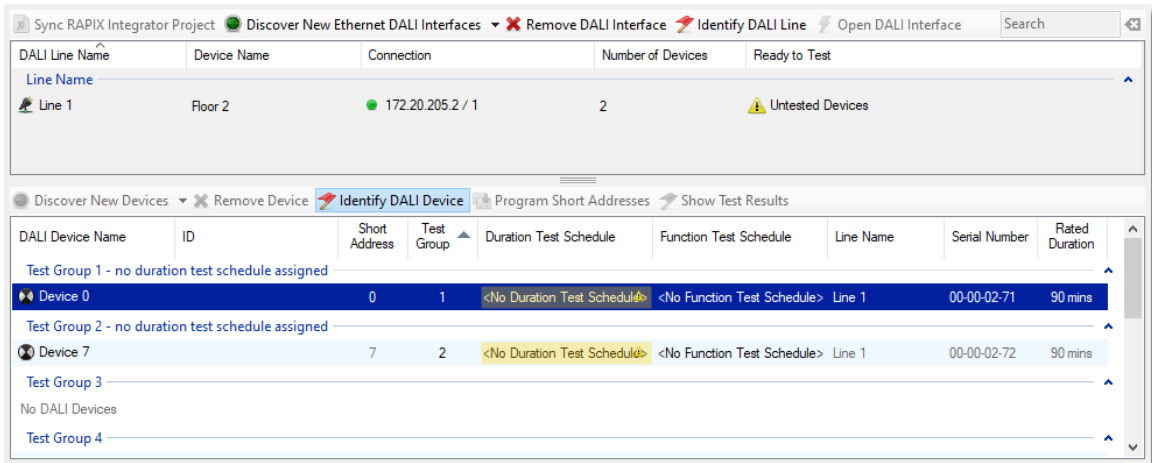 Sync RAPIX Integrator Project Discover New Ethernet DALI Interfaces Remove DALI Interface Identify DALI Line Open DALI Interface Search
DALI Line Name Device Name Connection Number of Devices Ready to Test
Line Name
Line 1 Floor 2 172.20.205.2 / 1 2 Untested Devices
Discover New Devices Remove Device Identify DALI Device Program Short Addresses Show Test Results
DALI Device Name ID Short Address Test Group Duration Test Schedule Function Test Schedule Line Name Serial Number Rated Duration
Test Group 1 - no duration test schedule assigned
Device 0 0 1 <No Duration Test Schedule> <No Function Test Schedule> Line 1 00-00-02-71 90 mins
Test Group 2 - no duration test schedule assigned
Device 7 7 2 <No Duration Test Schedule> <No Function Test Schedule> Line 1 00-00-02-72 90 mins
Test Group 3
No DALI Devices
Test Group 4